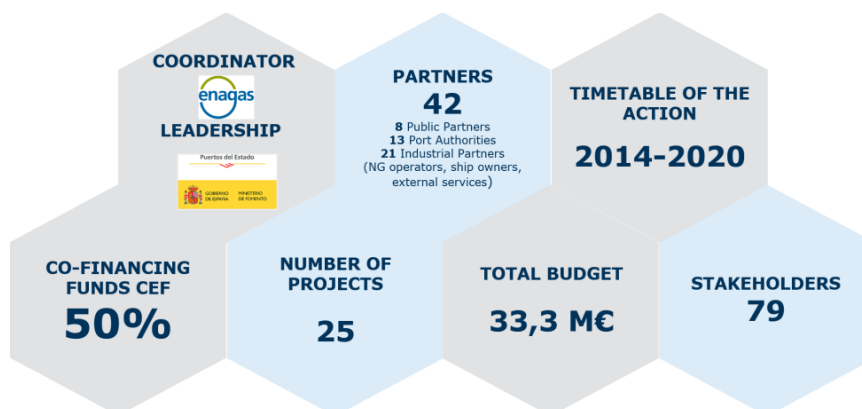 COORDINATOR
enagas
LEADERSHIP
Puertos del Estado
GOBIERNO
DE ESPAÑA
MINISTERIO
DE FOMENTO
PARTNERS
42
8 Public Partners
13 Port Authorities
21 Industrial Partners
(NG operators, ship owners,
external services)
TIMETABLE OF THE
ACTION
2014-2020
CO-FINANCING
FUNDS CEF
50%
NUMBER OF
PROJECTS
25
TOTAL BUDGET
33,3 M€
STAKEHOLDERS
79